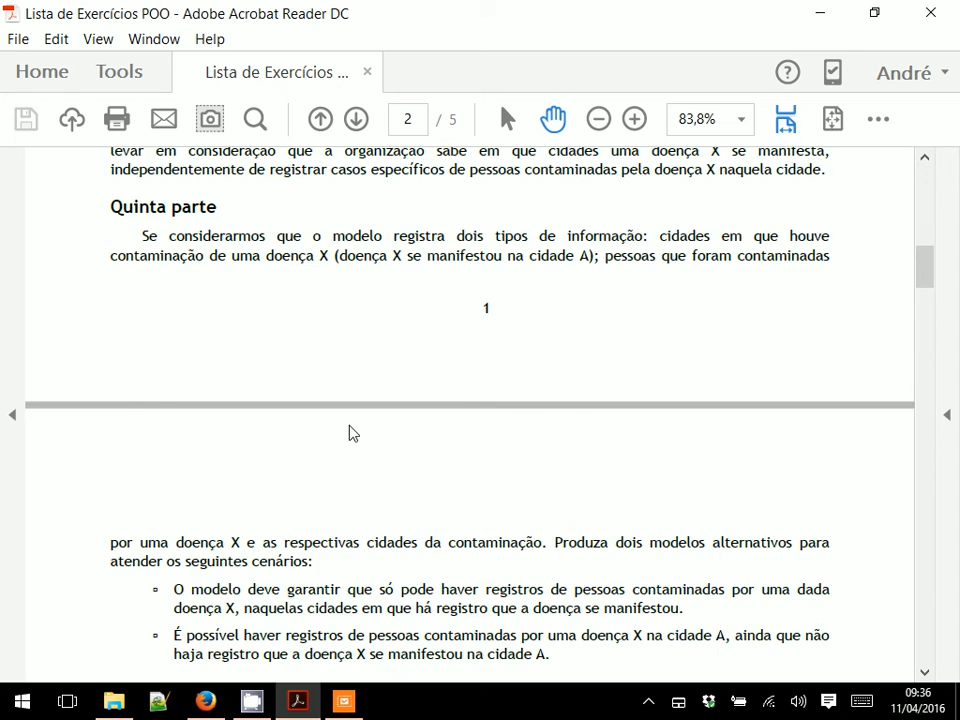 Lista de Exercícios POO - Adobe Acrobat Reader DC
File Edit View Window Help
Home Tools Lista de Exercícios ... × ? André
2 / 5 83,8%
levar em consideração que a organização sabe em que cidades uma doença X se manifesta,
independentemente de registrar casos específicos de pessoas contaminadas pela doença X naquela cidade.
Quinta parte
Se considerarmos que o modelo registra dois tipos de informação: cidades em que houve
contaminação de uma doença X (doença X se manifestou na cidade A); pessoas que foram contaminadas
1
por uma doença X e as respectivas cidades da contaminação. Produza dois modelos alternativos para
atender os seguintes cenários:
▫ O modelo deve garantir que só pode haver registros de pessoas contaminadas por uma dada
doença X, naquelas cidades em que há registro que a doença se manifestou.
▫ É possível haver registros de pessoas contaminadas por uma doença X na cidade A, ainda que não
haja registro que a doença X se manifestou na cidade A.
09:36
11/04/2016